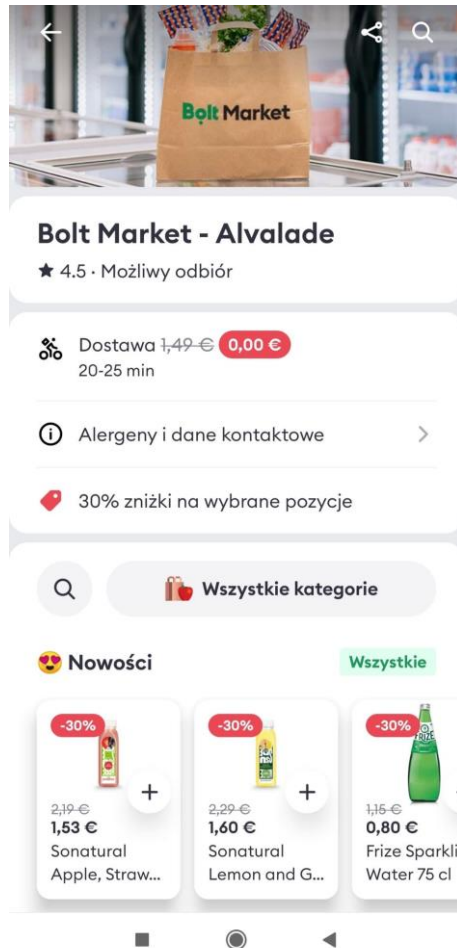 Bolt Market
Bolt Market - Alvalade
★ 4.5 · Możliwy odbiór
Dostawa 1,49 € 0,00 €
20-25 min
Alergeny i dane kontaktowe
30% zniżki na wybrane pozycje
Wszystkie kategorie
😍 Nowości
Wszystkie
-30%
2,19 €
1,53 €
Sonatural
Apple, Straw...
-30%
2,29 €
1,60 €
Sonatural
Lemon and G...
-30%
FRIZE
1,15 €
0,80 €
Frize Sparkli
Water 75 cl